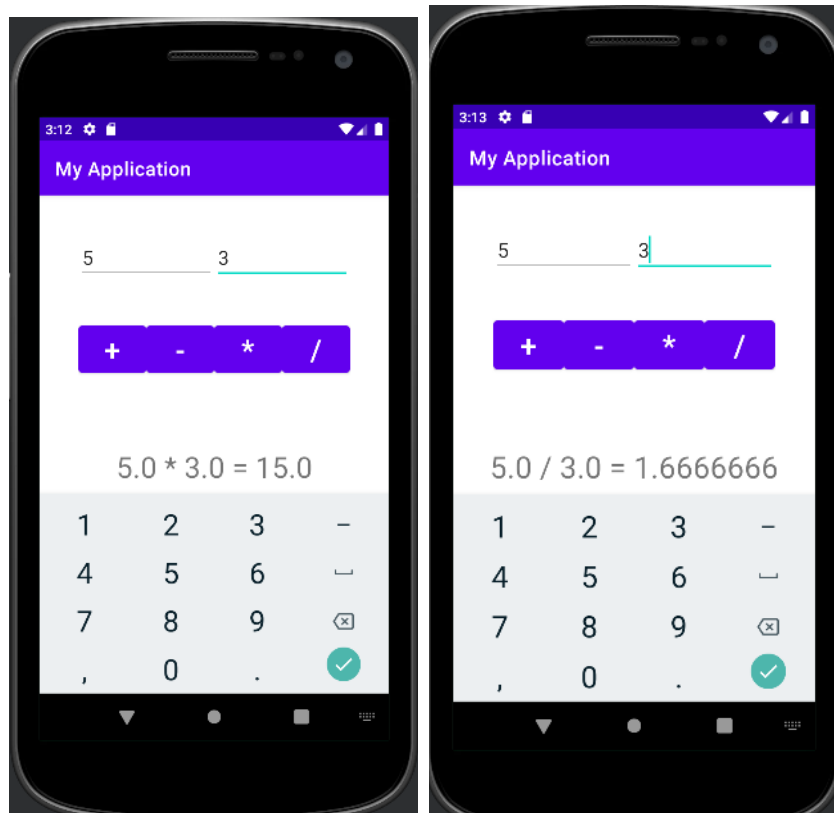 3:12
My Application
5 3
+ - * /
5.0 * 3.0 = 15.0
1 2 3 –
4 5 6
7 8 9
, 0 .
3:13
My Application
5 3
+ - * /
5.0 / 3.0 = 1.6666666
1 2 3 –
4 5 6
7 8 9
, 0 .